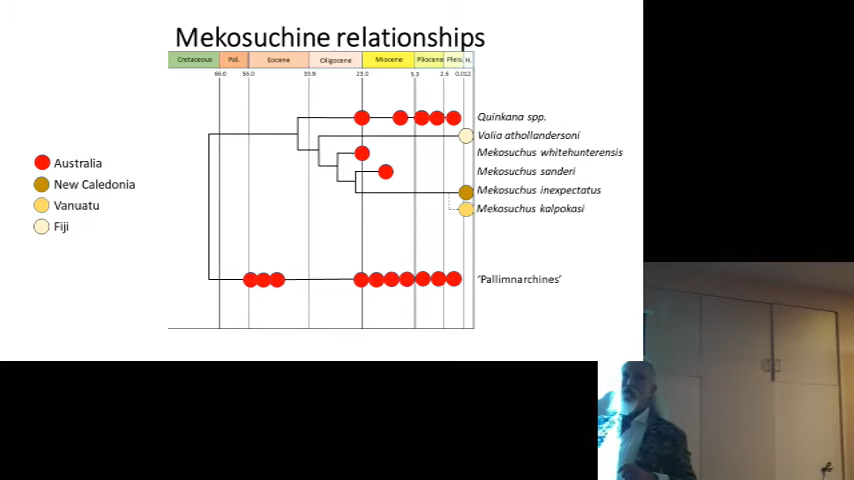 Mekosuchine relationships
Cretaceous Pal. Eocene Oligocene Miocene Pliocene Pleis. H.
66.0 56.0 33.9 23.0 5.3 2.6 0.012
Quinkana spp.
Volia athollandersoni
Mekosuchus whitehunterensis
Mekosuchus sanderi
Mekosuchus inexpectatus
Mekosuchus kalpokasi
'Pallimnarchines'
Australia
New Caledonia
Vanuatu
Fiji